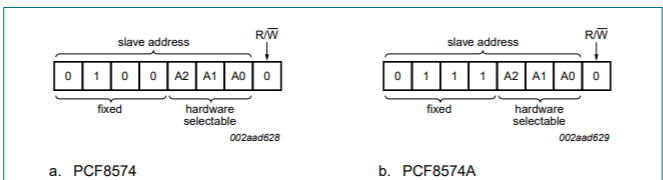 R/W̅
slave address
0 1 0 0 A2 A1 A0 0
fixed
hardware
selectable
002aad628
a. PCF8574
R/W̅
slave address
0 1 1 1 A2 A1 A0 0
fixed
hardware
selectable
002aad629
b. PCF8574A